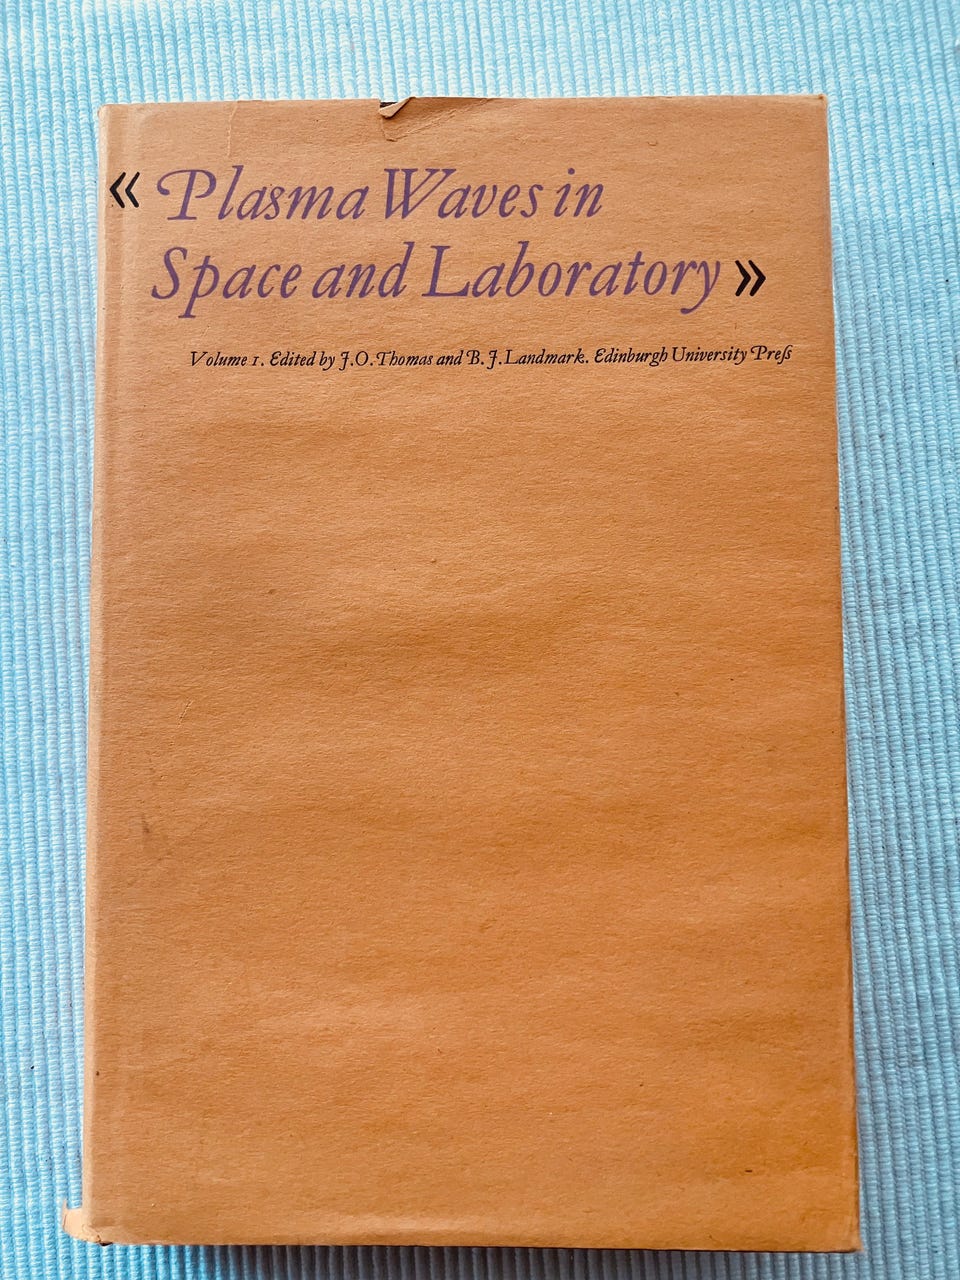 « Plasma Waves in
Space and Laboratory »
Volume 1. Edited by J. O. Thomas and B. J. Landmark. Edinburgh University Preſs